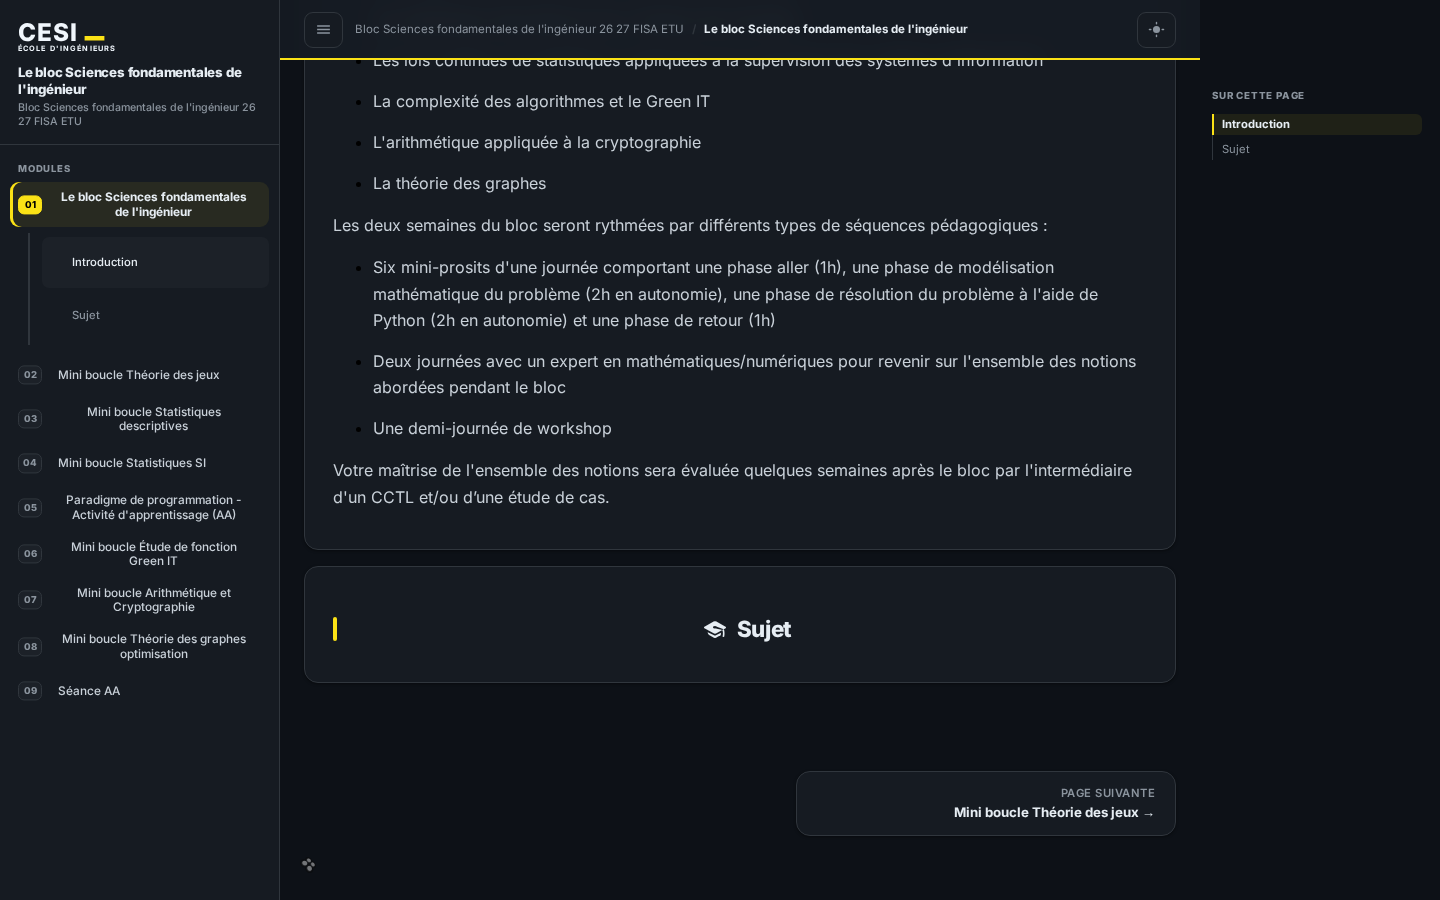 CESI
ÉCOLE D'INGÉNIEURS
Le bloc Sciences fondamentales de
l'ingénieur
Bloc Sciences fondamentales de l'ingénieur 26
27 FISA ETU
MODULES
01 Le bloc Sciences fondamentales
de l'ingénieur
Introduction
Sujet
02 Mini boucle Théorie des jeux
03 Mini boucle Statistiques
descriptives
04 Mini boucle Statistiques SI
05 Paradigme de programmation -
Activité d'apprentissage (AA)
06 Mini boucle Étude de fonction
Green IT
07 Mini boucle Arithmétique et
Cryptographie
08 Mini boucle Théorie des graphes
optimisation
09 Séance AA
Bloc Sciences fondamentales de l'ingénieur 26 27 FISA ETU / Le bloc Sciences fondamentales de l'ingénieur
Les lois continues de statistiques appliquées à la supervision des systèmes d'information
La complexité des algorithmes et le Green IT
L'arithmétique appliquée à la cryptographie
La théorie des graphes
Les deux semaines du bloc seront rythmées par différents types de séquences pédagogiques :
Six mini-prosits d'une journée comportant une phase aller (1h), une phase de modélisation
mathématique du problème (2h en autonomie), une phase de résolution du problème à l'aide de
Python (2h en autonomie) et une phase de retour (1h)
Deux journées avec un expert en mathématiques/numériques pour revenir sur l'ensemble des notions
abordées pendant le bloc
Une demi-journée de workshop
Votre maîtrise de l'ensemble des notions sera évaluée quelques semaines après le bloc par l'intermédiaire
d'un CCTL et/ou d’une étude de cas.
Sujet
PAGE SUIVANTE
Mini boucle Théorie des jeux →
SUR CETTE PAGE
Introduction
Sujet